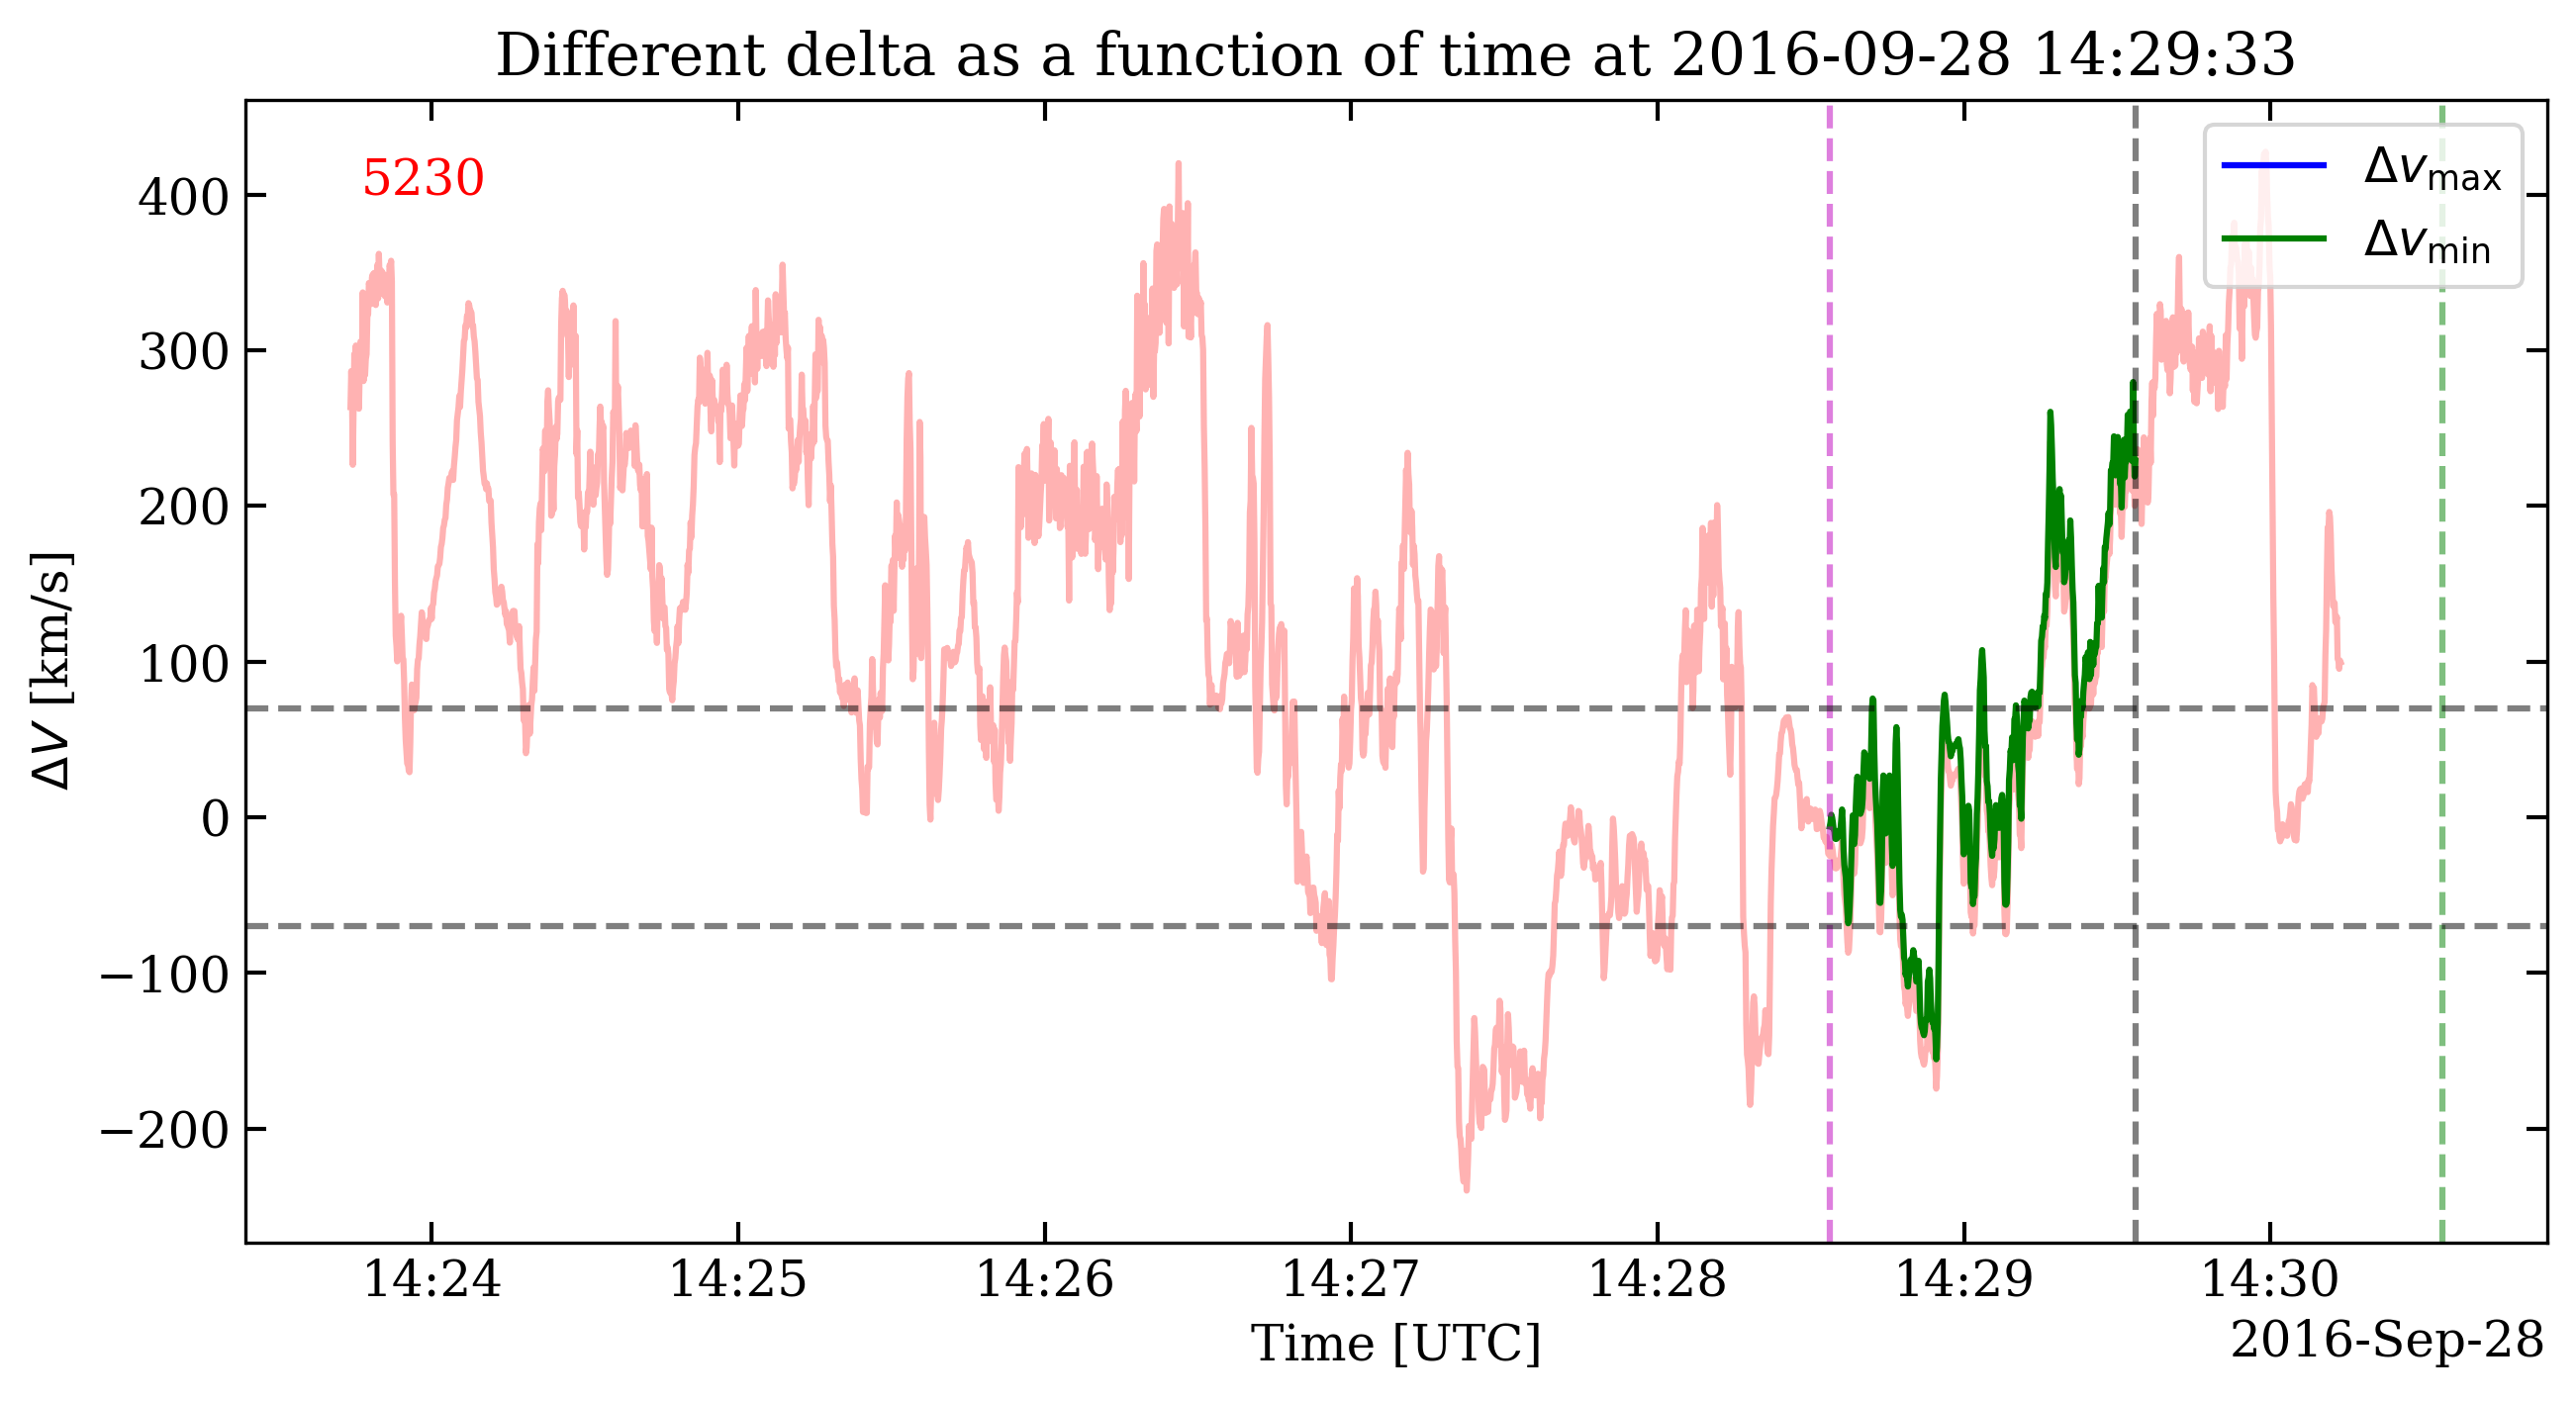 Different delta as a function of time at 2016-09-28 14:29:33
5230
Δv_max
Δv_min
400
300
200
100
0
−100
−200
ΔV [km/s]
14:24 14:25 14:26 14:27 14:28 14:29 14:30
Time [UTC]
2016-Sep-28